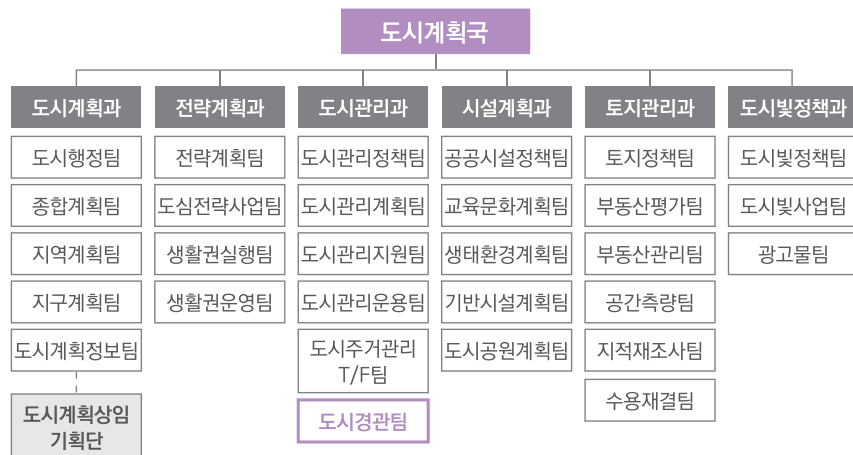 도시계획국
도시계획과
도시행정팀
종합계획팀
지역계획팀
지구계획팀
도시계획정보팀
도시계획상임
기획단
전략계획과
전략계획팀
도심전략사업팀
생활권실행팀
생활권운영팀
도시관리과
도시관리정책팀
도시관리계획팀
도시관리지원팀
도시관리운용팀
도시주거관리
T/F팀
도시경관팀
시설계획과
공공시설정책팀
교육문화계획팀
생태환경계획팀
기반시설계획팀
도시공원계획팀
토지관리과
토지정책팀
부동산평가팀
부동산관리팀
공간측량팀
지적재조사팀
수용재결팀
도시빛정책과
도시빛정책팀
도시빛사업팀
광고물팀